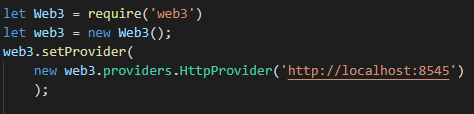 let Web3 = require('web3')
let web3 = new Web3();
web3.setProvider(
    new web3.providers.HttpProvider('http://localhost:8545')
    );